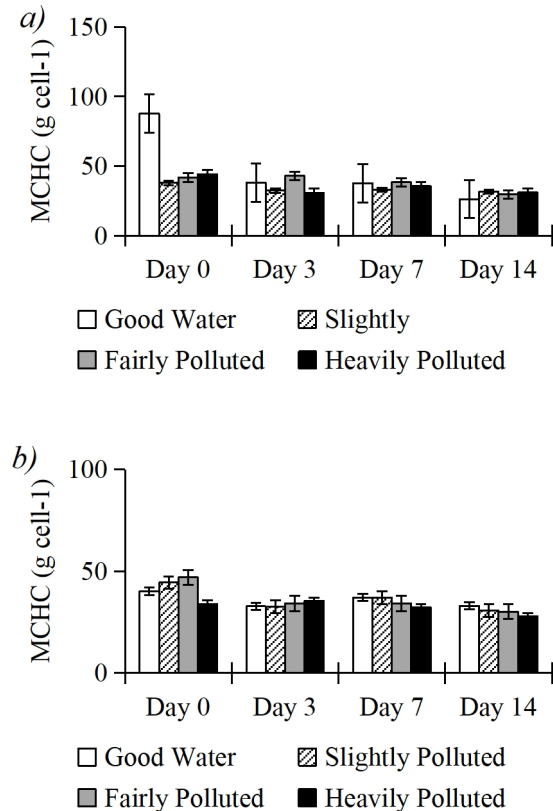 a)
150
100
50
0
MCHC (g cell-1)
Day 0 Day 3 Day 7 Day 14
Good Water Slightly
Fairly Polluted Heavily Polluted
b)
100
50
0
MCHC (g cell-1)
Day 0 Day 3 Day 7 Day 14
Good Water Slightly Polluted
Fairly Polluted Heavily Polluted